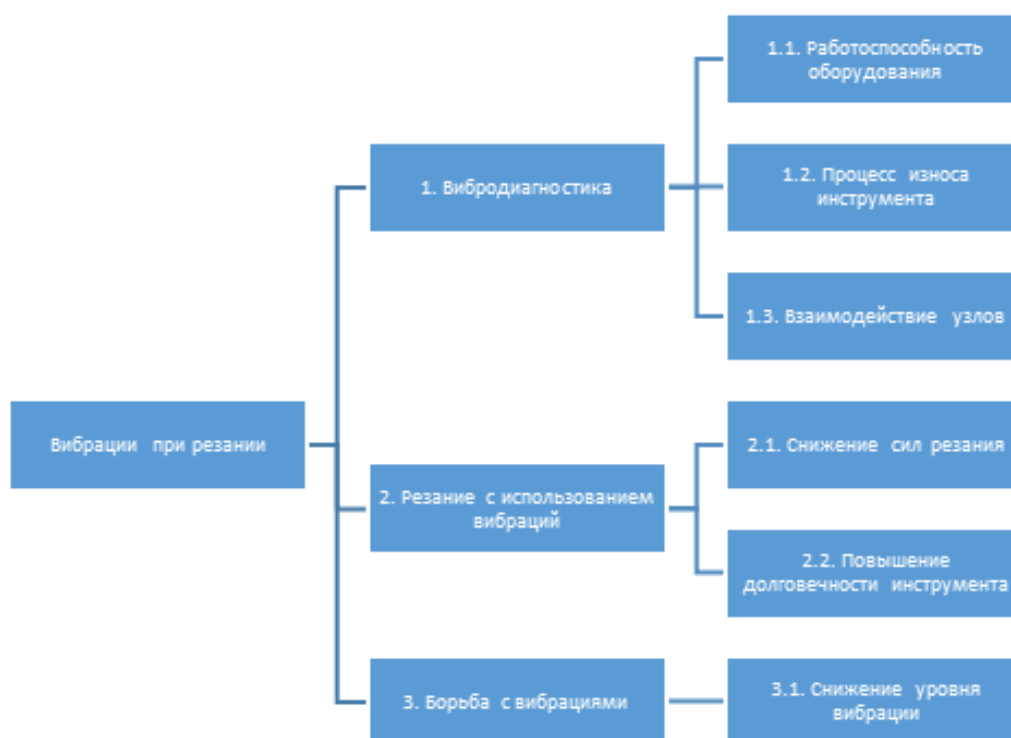 Вибрации при резании
1. Вибродиагностика
1.1. Работоспособность
оборудования
1.2. Процесс износа
инструмента
1.3. Взаимодействие узлов
2. Резание с использованием
вибраций
2.1. Снижение сил резания
2.2. Повышение
долговечности инструмента
3. Борьба с вибрациями
3.1. Снижение уровня
вибрации